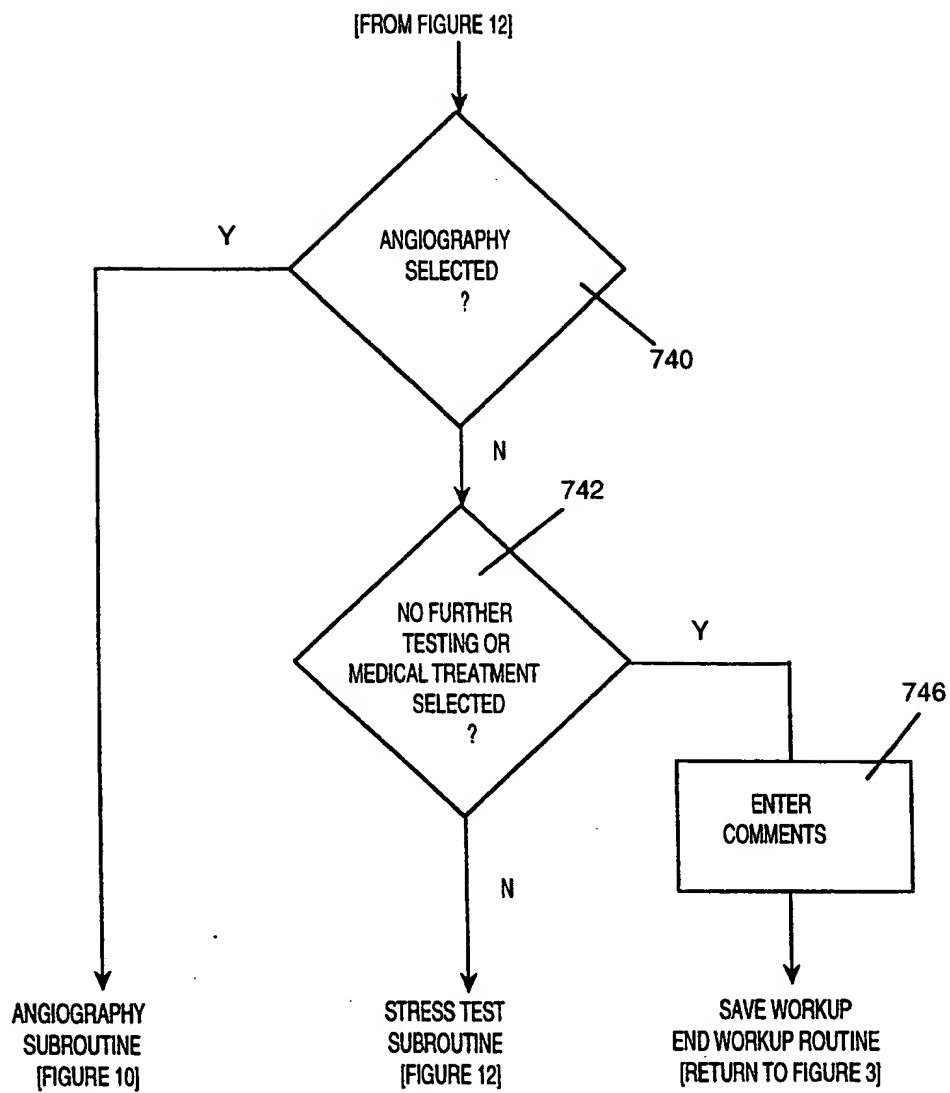 [FROM FIGURE 12]
Y
ANGIOGRAPHY
SELECTED
?
740
N
742
NO FURTHER
TESTING OR
MEDICAL TREATMENT
SELECTED
?
Y
746
ENTER
COMMENTS
N
ANGIOGRAPHY
SUBROUTINE
[FIGURE 10]
STRESS TEST
SUBROUTINE
[FIGURE 12]
SAVE WORKUP
END WORKUP ROUTINE
[RETURN TO FIGURE 3]